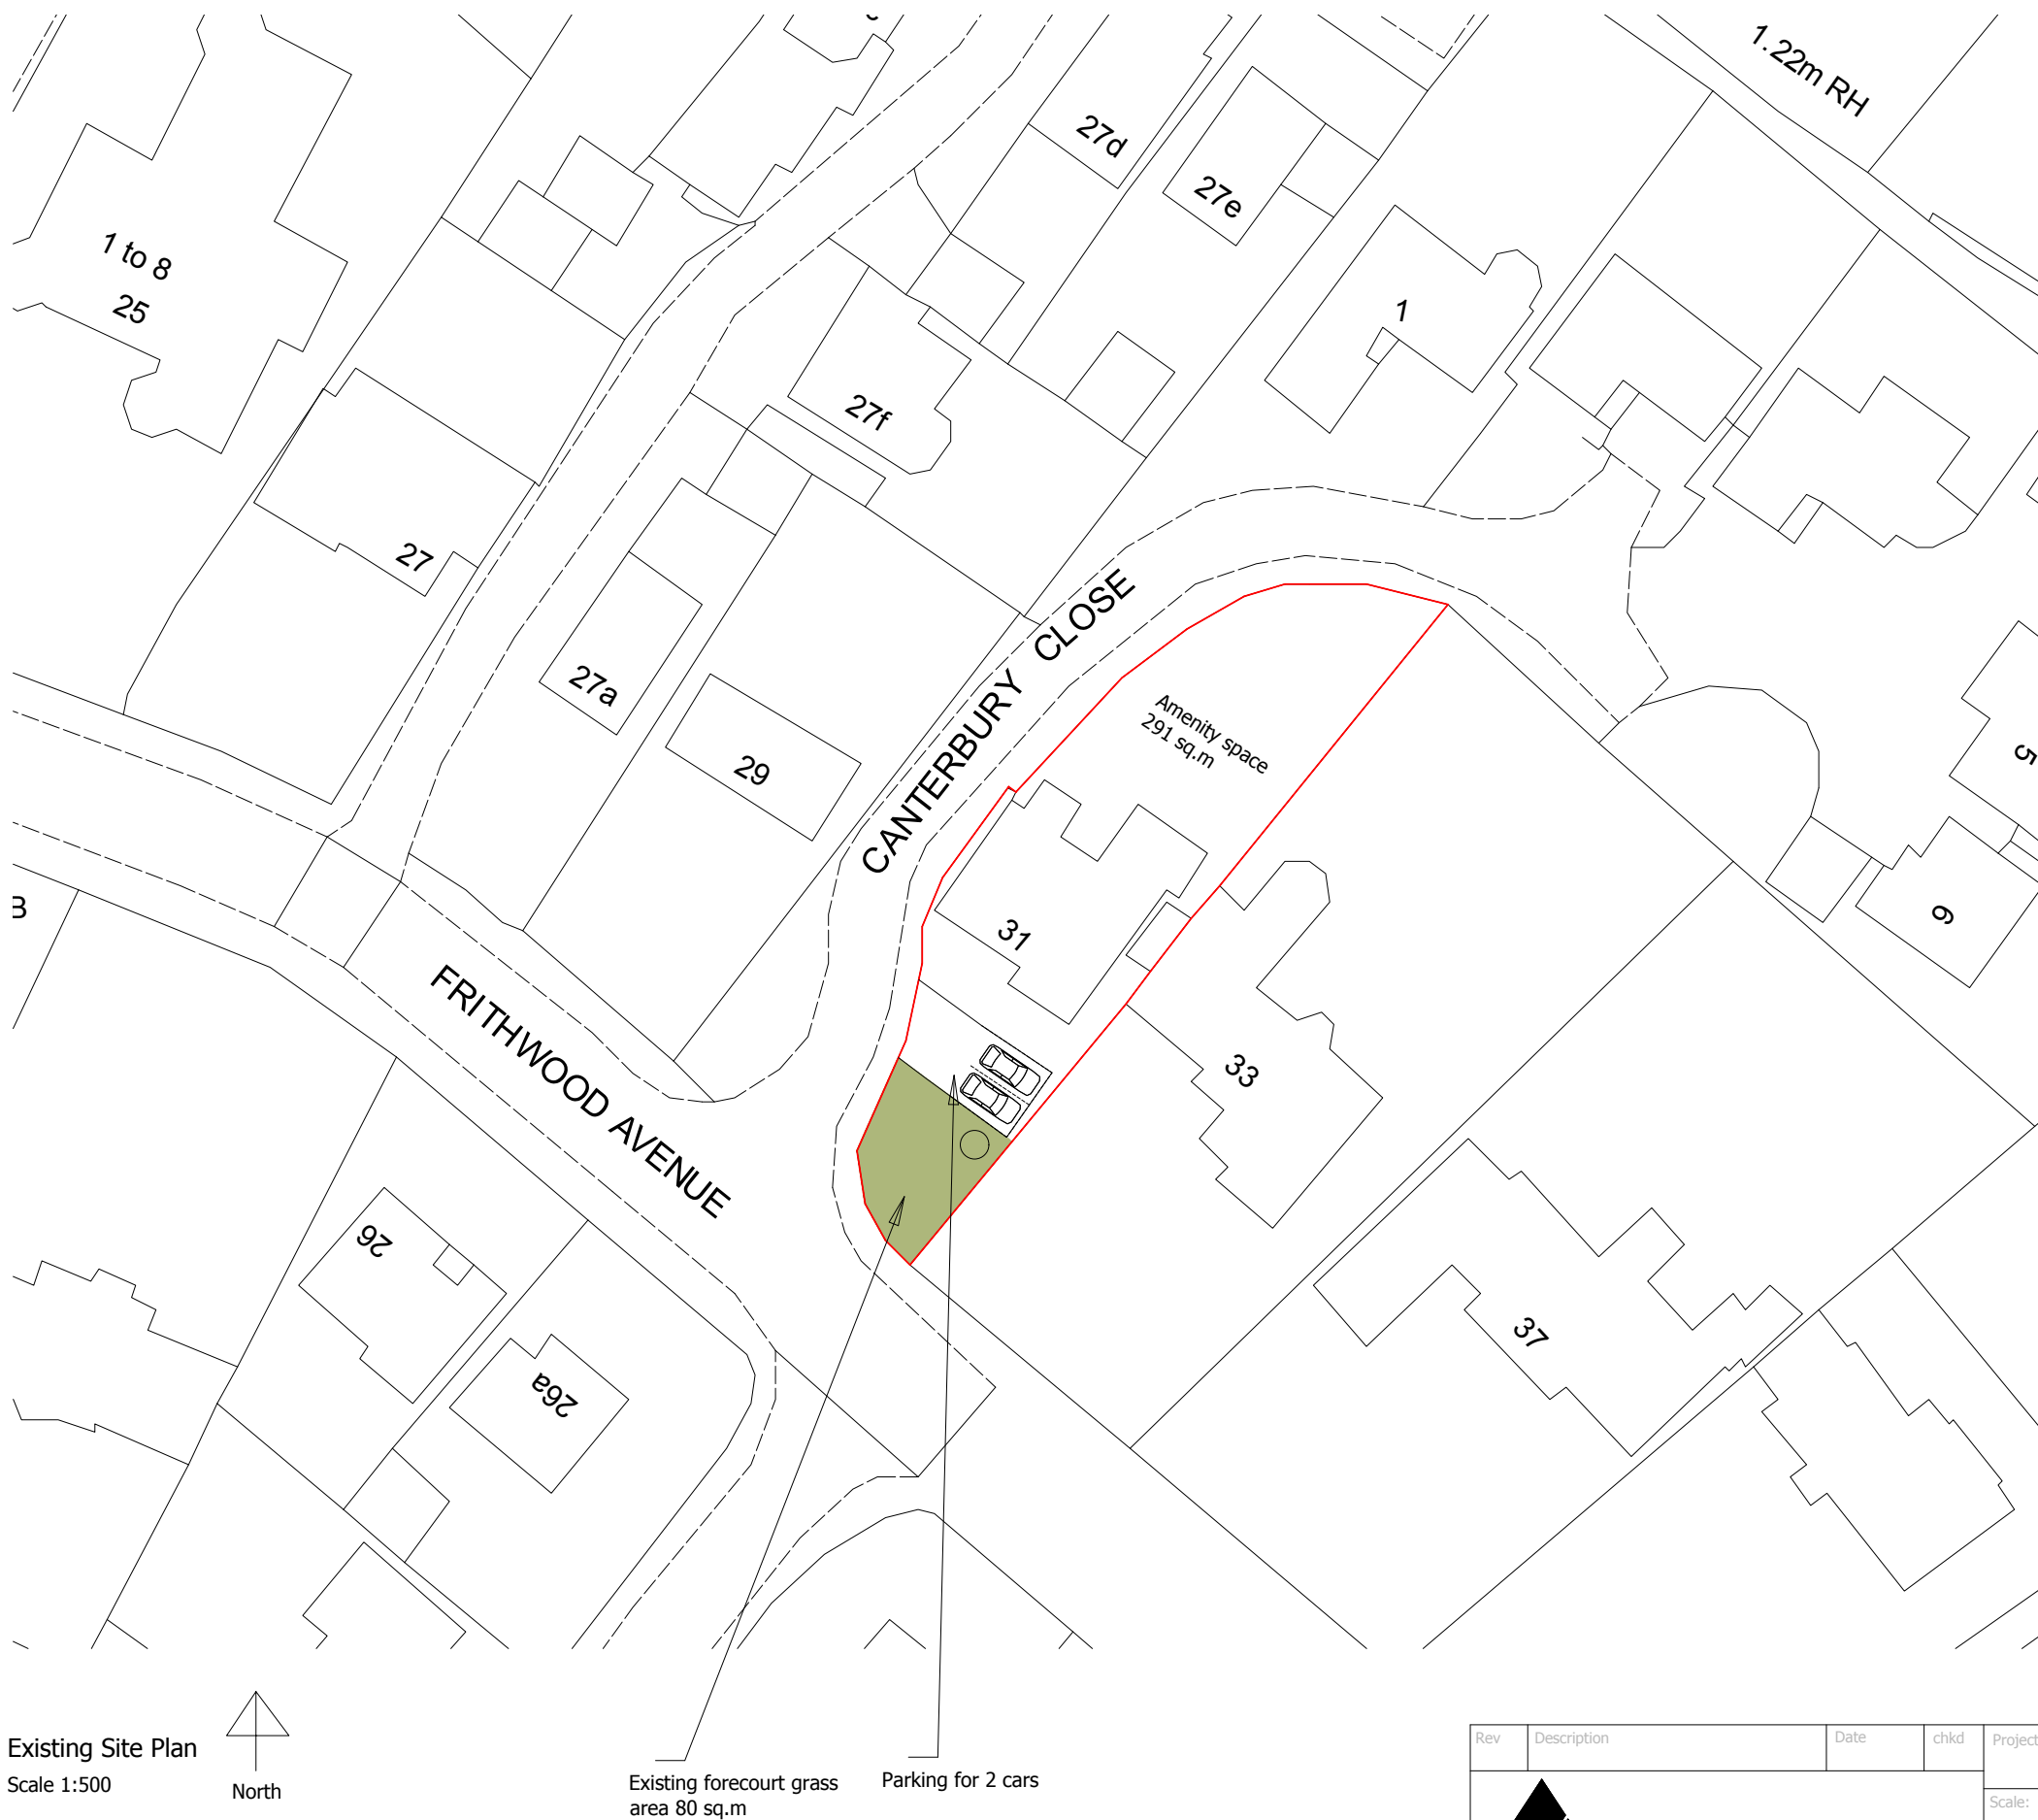 1.22m RH
27d
27e
1 to 8
25
1
27f
27
27a
29
CANTERBURY CLOSE
Amenity space
291 sq.m
5
6
B
31
FRITHWOOD AVENUE
33
26
26a
37
Existing Site Plan
Scale 1:500
North
Existing forecourt grass
area 80 sq.m
Parking for 2 cars
Rev
Description
Date
chkd
Project
Scale: